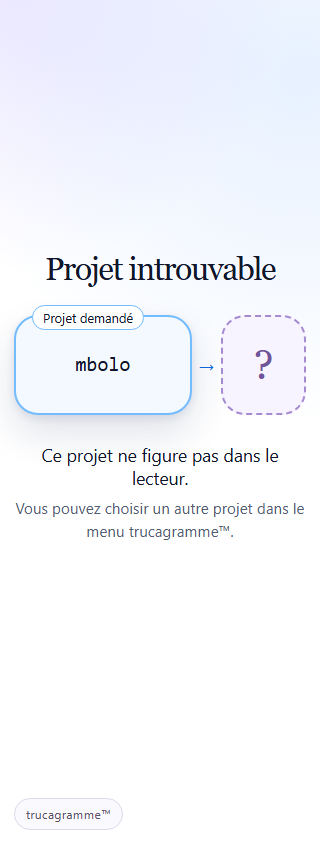 Projet introuvable
Projet demandé
mbolo
→
?
Ce projet ne figure pas dans le
lecteur.
Vous pouvez choisir un autre projet dans le
menu trucagramme™.
trucagramme™